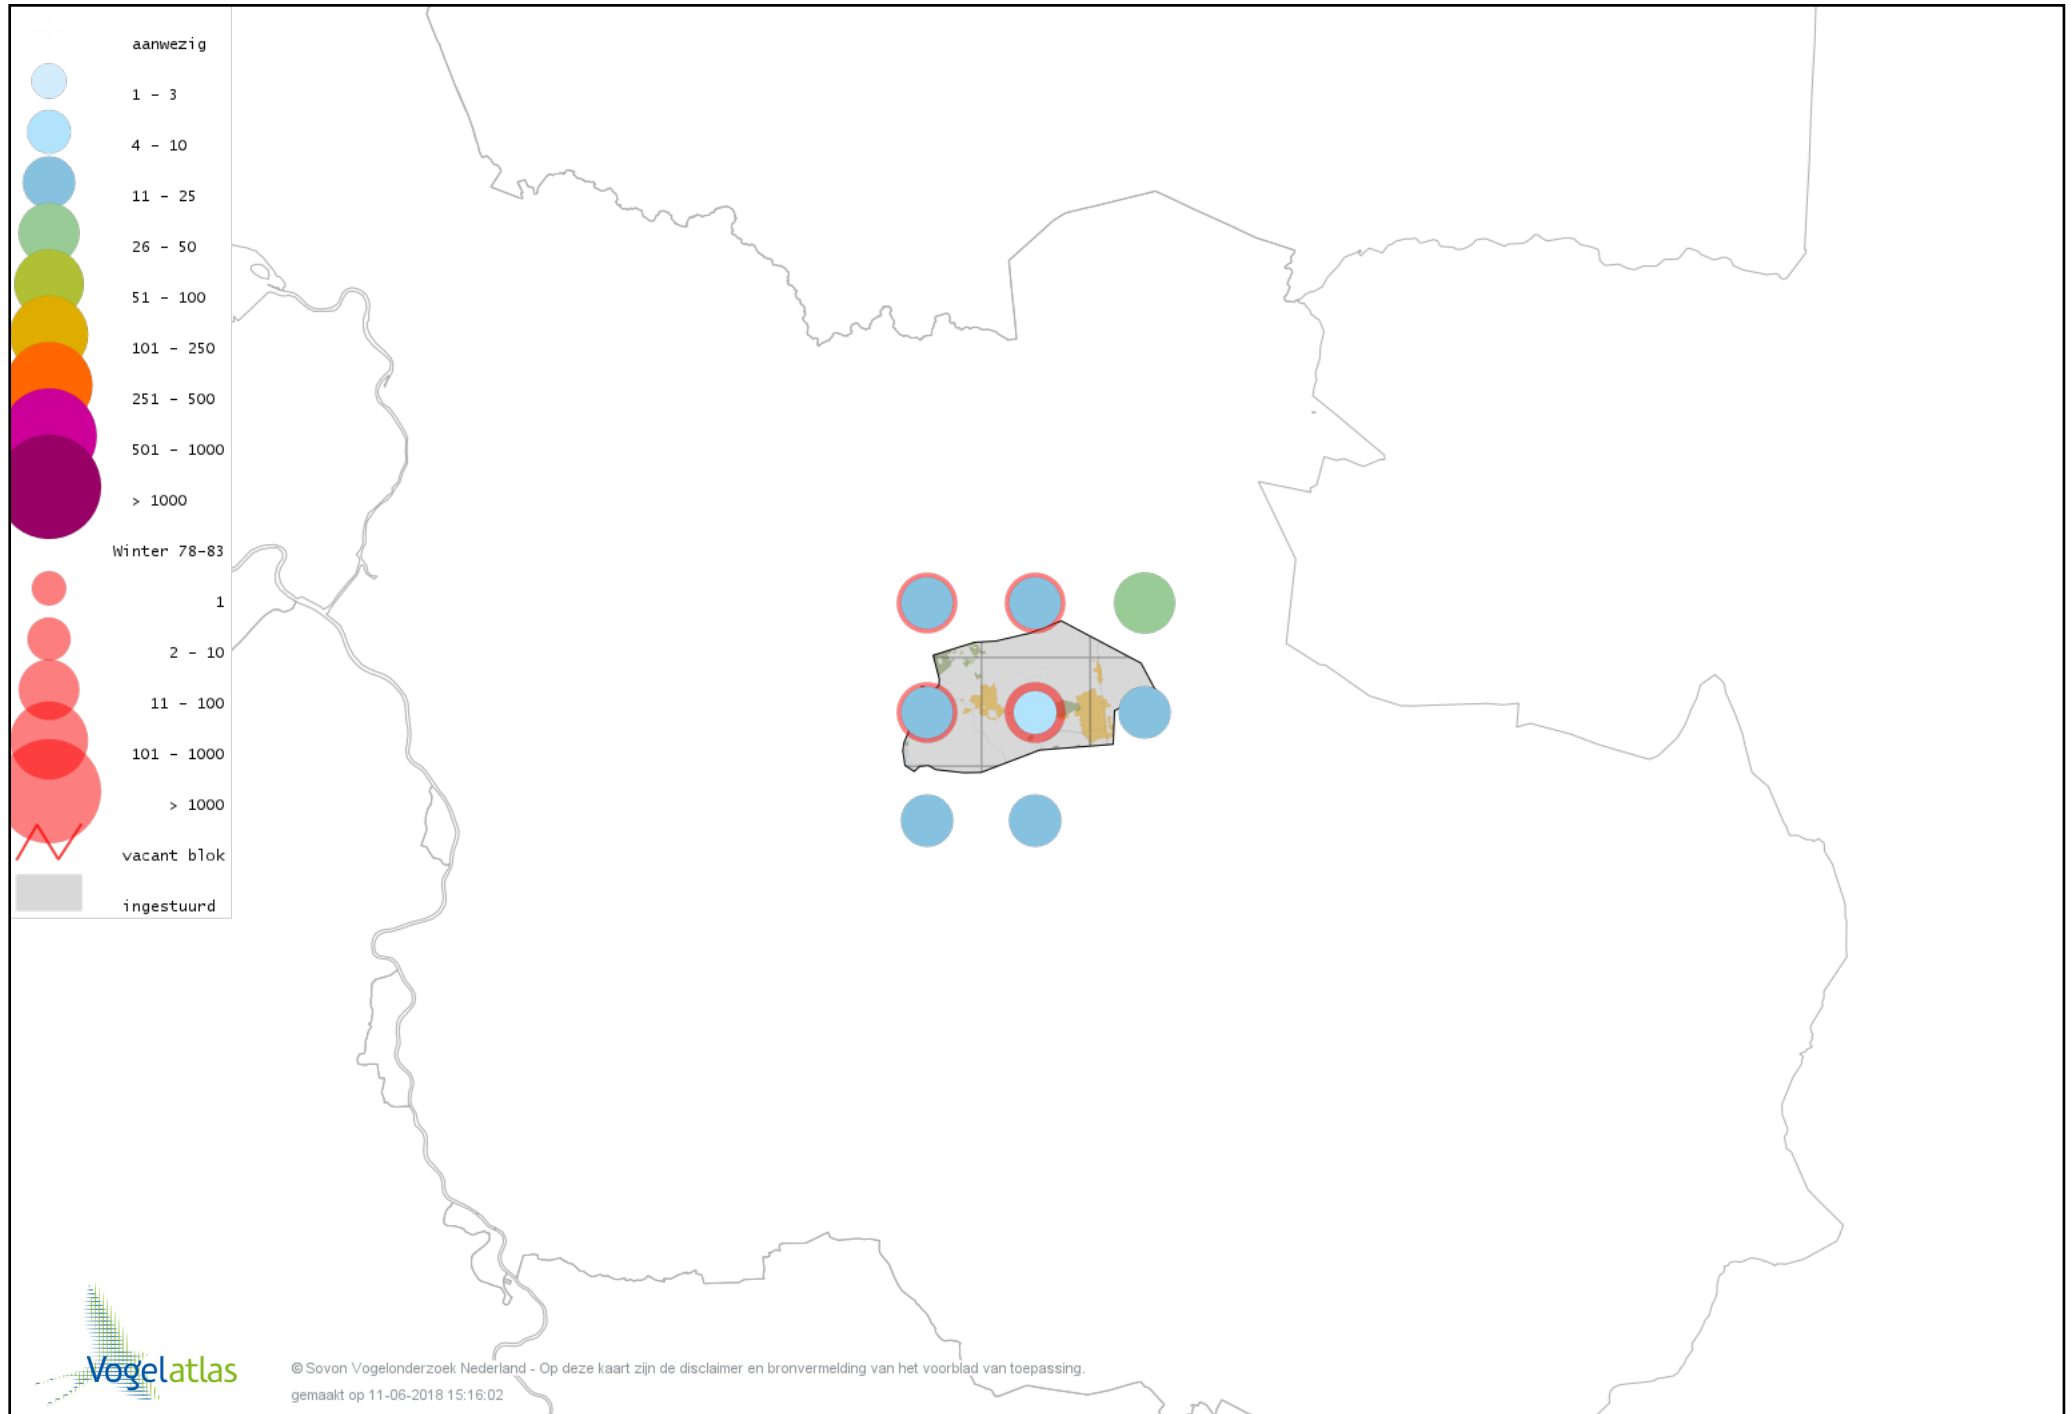 aanwezig
1 - 3
4 - 10
11 - 25
26 - 50
51 - 100
101 - 250
251 - 500
501 - 1000
> 1000
Winter 78-83
1
2 - 10
11 - 100
101 - 1000
> 1000
vacant blok
ingestuurd
Vogelatlas
© Sovon Vogelonderzoek Nederland - Op deze kaart zijn de disclaimer en bronvermelding van het voorblad van toepassing.
gemaakt op 11-06-2018 15:16:02